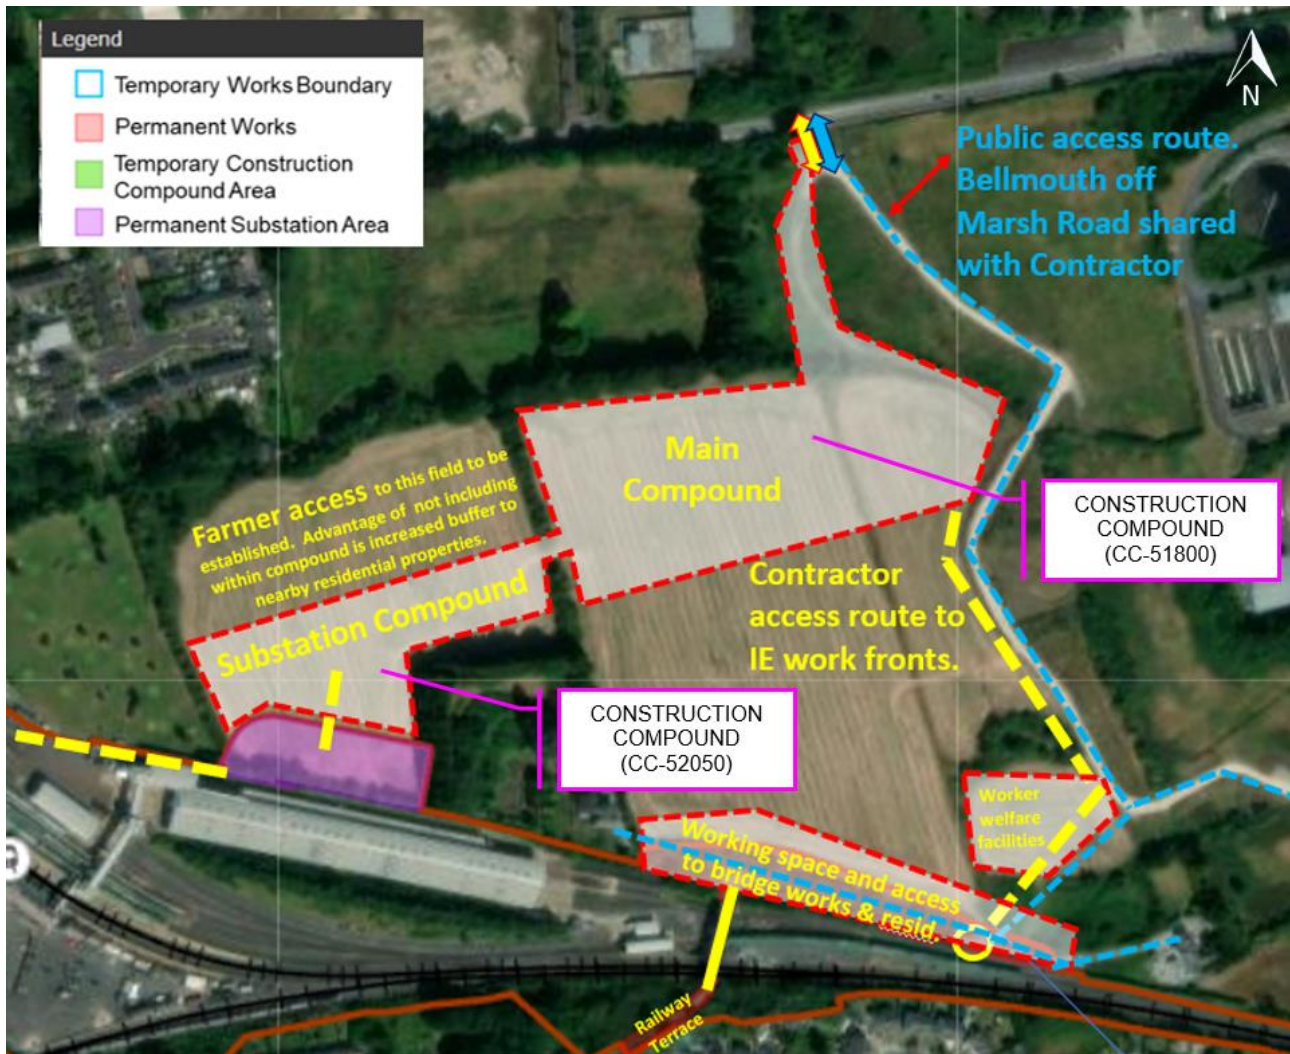 Legend
Temporary Works Boundary
Permanent Works
Temporary Construction
Compound Area
Permanent Substation Area
N
Public access route.
Bellmouth off
Marsh Road shared
with Contractor
Main
Compound
CONSTRUCTION
COMPOUND
(CC-51800)
Farmer access to this field to be
established. Advantage of not including
within compound is increased buffer to
nearby residential properties.
Substation Compound
Contractor
access route to
IE work fronts.
CONSTRUCTION
COMPOUND
(CC-52050)
Worker
welfare
facilities
Working space and access
to bridge works & resid.
Railway
Terrace